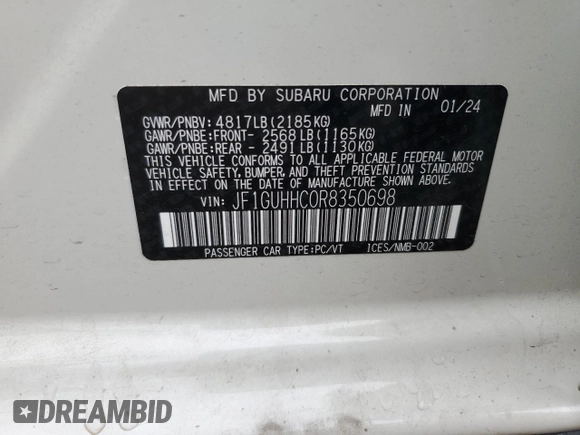 MFD BY SUBARU CORPORATION
MFD IN 01/24
GVWR/PNBV: 4817LB(2185KG)
GAWR/PNBE:FRONT- 2568LB(1165KG)
GAWR/PNBE:REAR - 2491LB(1130KG)
THIS VEHICLE CONFORMS TO ALL APPLICABLE FEDERAL MOTOR
VEHICLE SAFETY, BUMPER, AND THEFT PREVENTION STANDARDS
IN EFFECT ON THE DATE OF MANUFACTURE SHOWN ABOVE.
VIN: JF1GUHHC0R8350698
PASSENGER CAR TYPE:PC/VT ICES/NMB-002
DREAMBID